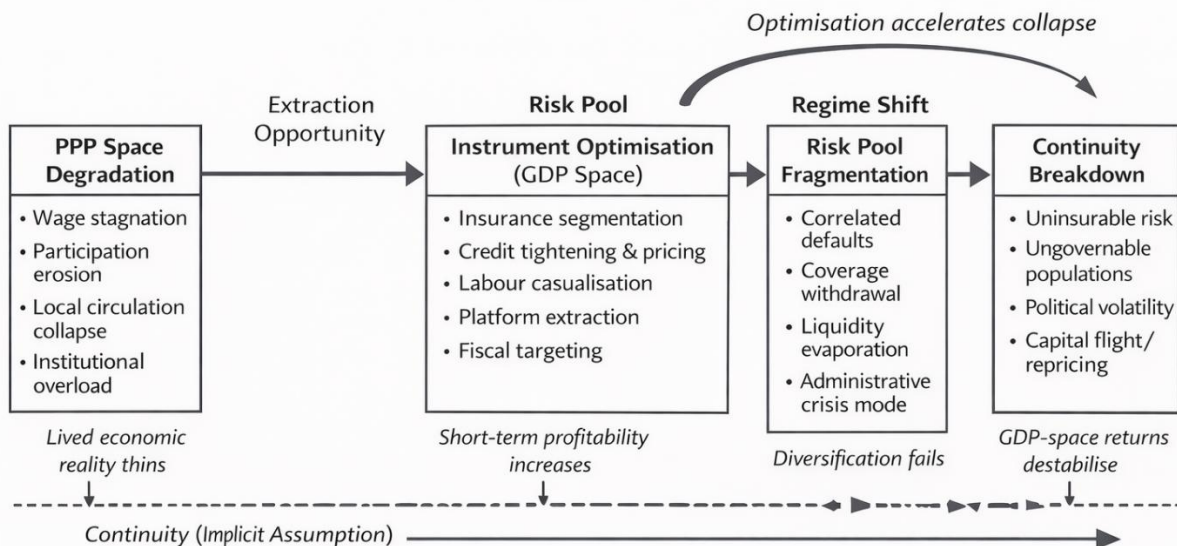 Optimisation accelerates collapse
Extraction
Opportunity
Risk Pool
Regime Shift
PPP Space
Degradation
• Wage stagnation
• Participation
erosion
• Local circulation
collapse
• Institutional
overload
Lived economic
reality thins
Instrument Optimisation
(GDP Space)
• Insurance segmentation
• Credit tightening & pricing
• Labour casualisation
• Platform extraction
• Fiscal targeting
Short-term profitability
increases
Risk Pool
Fragmentation
• Correlated
defaults
• Coverage
withdrawal
• Liquidity
evaporation
• Administrative
crisis mode
Diversification fails
Continuity
Breakdown
• Uninsurable risk
• Ungovernable
populations
• Political volatility
• Capital flight/
repricing
GDP-space returns
destabilise
Continuity (Implicit Assumption)